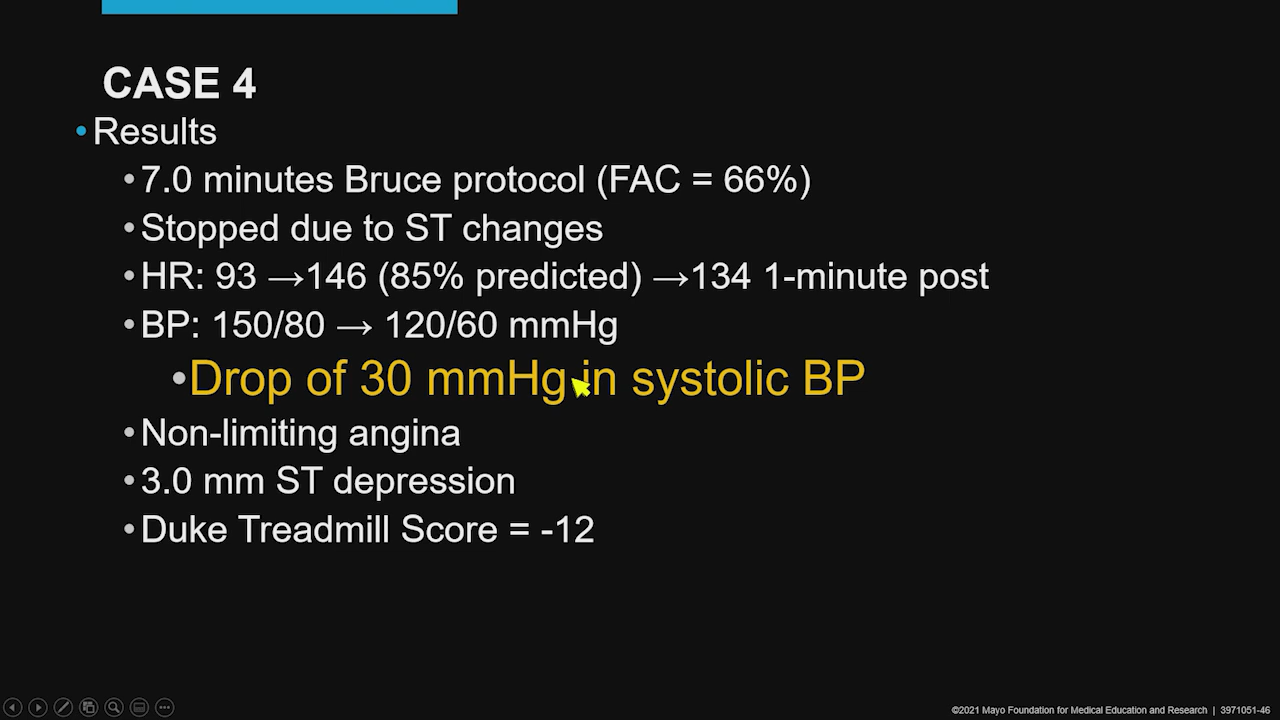 CASE 4
•Results
•7.0 minutes Bruce protocol (FAC = 66%)
•Stopped due to ST changes
•HR: 93 →146 (85% predicted) →134 1-minute post
•BP: 150/80 → 120/60 mmHg
•Drop of 30 mmHg in systolic BP
•Non-limiting angina
•3.0 mm ST depression
•Duke Treadmill Score = -12
©2021 Mayo Foundation for Medical Education and Research | 3971051-46